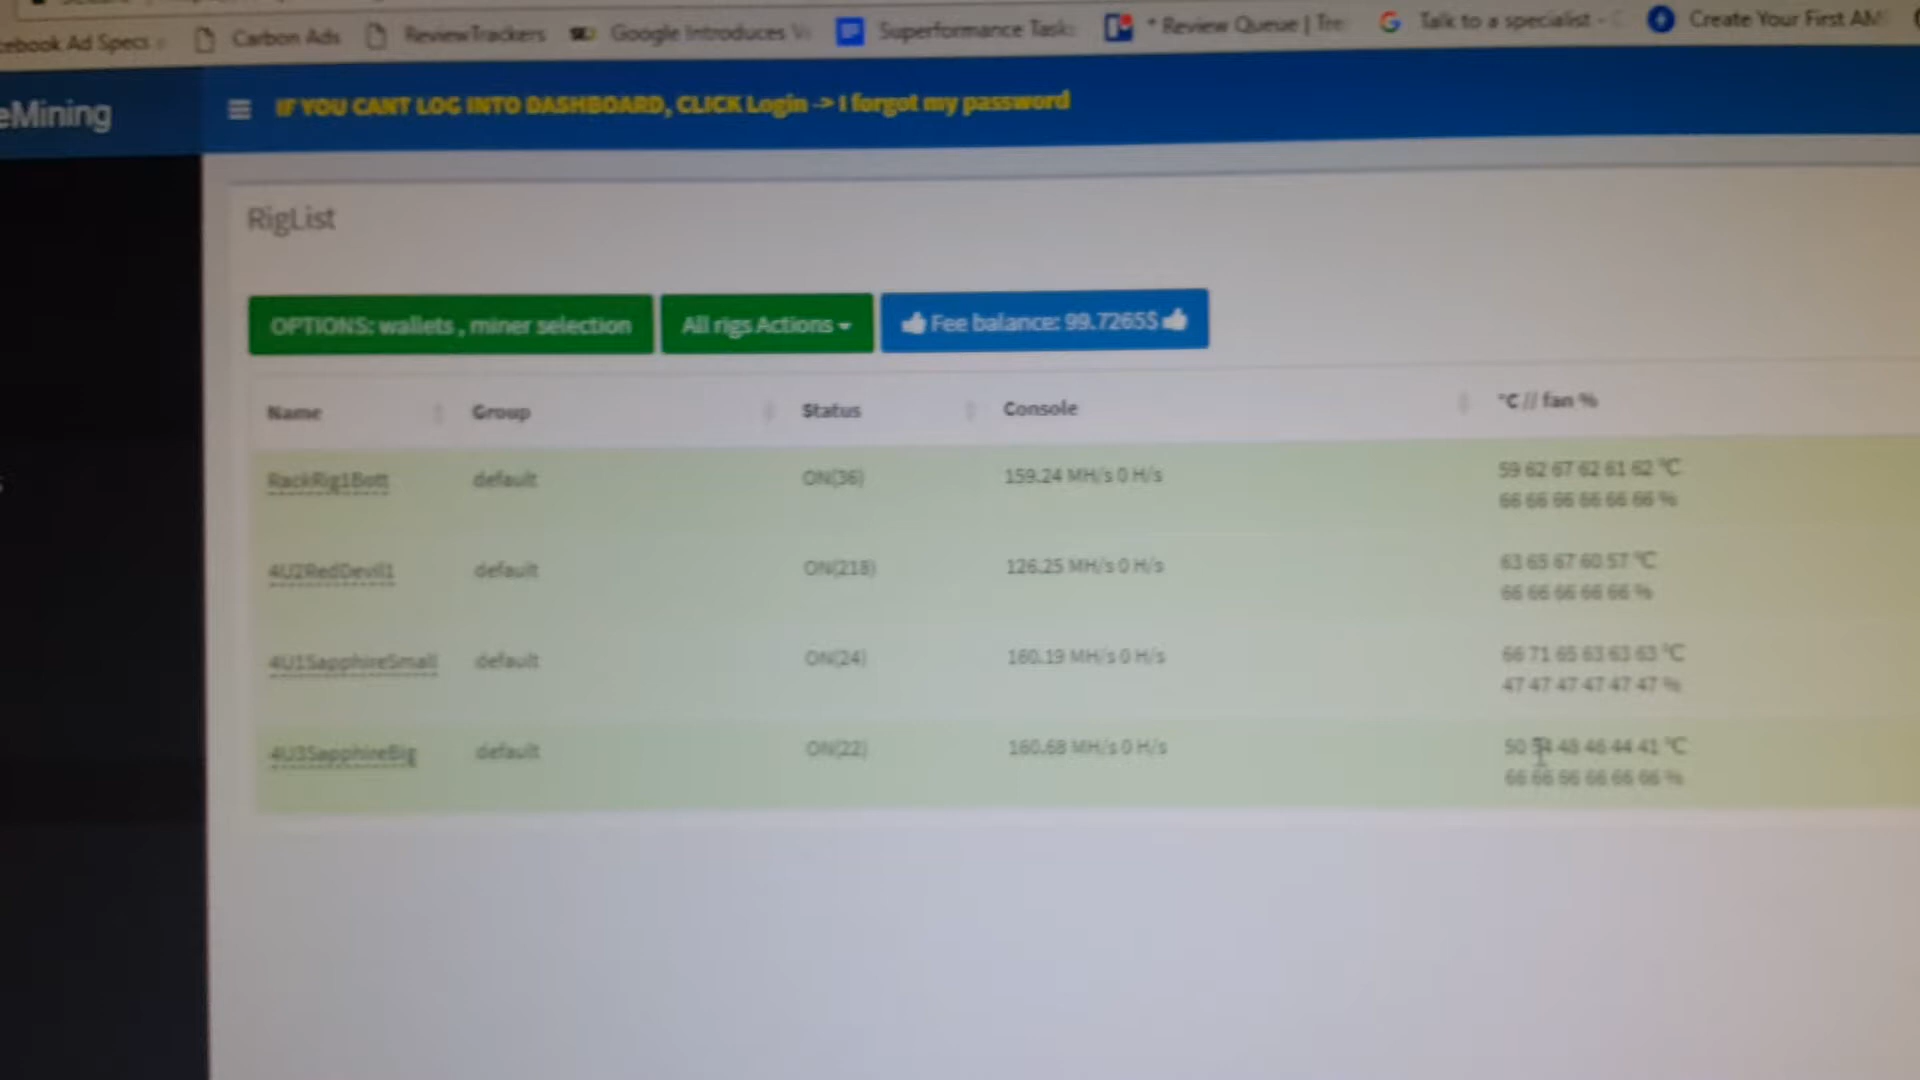 ebook Ad Specs Carbon Ads ReviewTrackers Google Introduces Superformance Task * Review Queue | Tre Talk to a specialist - Create Your First AM
eMining
IF YOU CANT LOG INTO DASHBOARD, CLICK Login -> I forgot my password
RigList
OPTIONS: wallets , miner selection
All rigs Actions
Fee balance: 99.7265$
Name Group Status Console °C // fan %
RackRig1Bott default ON(36) 159.24 MH/s 0 H/s 59 62 67 62 61 62 °C
66 66 66 66 66 66 %
4U2RedDevil1 default ON(218) 126.25 MH/s 0 H/s 63 65 67 60 57 °C
66 66 66 66 66 %
4U1SapphireSmall default ON(24) 160.19 MH/s 0 H/s 66 71 65 63 63 63 °C
47 47 47 47 47 47 %
4U3SapphireBig default ON(22) 160.68 MH/s 0 H/s 50 48 46 44 41 °C
66 66 66 66 66 66 %